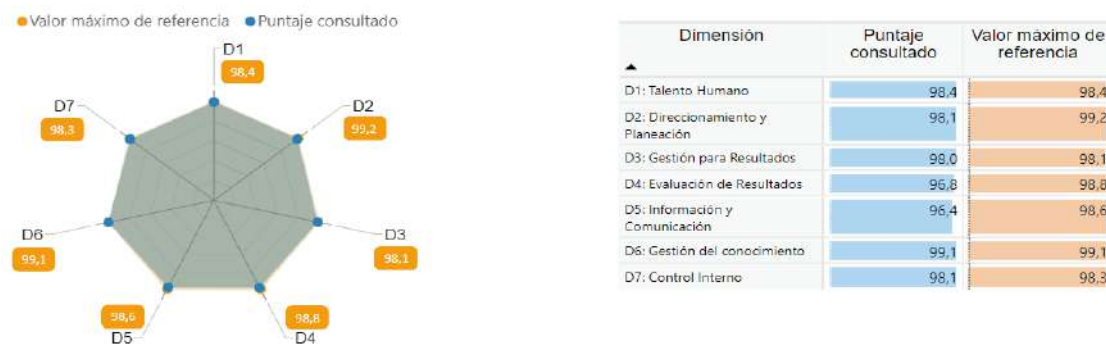 Valor máximo de referencia Puntaje consultado
D1
98,4
D2
99,2
D3
98,1
D4
98,8
D5
98,6
D6
99,1
D7
98,3
Dimensión Puntaje consultado Valor máximo de referencia
D1: Talento Humano 98,4 98,4
D2: Direccionamiento y
Planeación 98,1 99,2
D3: Gestión para Resultados 98,0 98,1
D4: Evaluación de Resultados 96,8 98,8
D5: Información y
Comunicación 96,4 98,6
D6: Gestión del conocimiento 99,1 99,1
D7: Control Interno 98,1 98,3